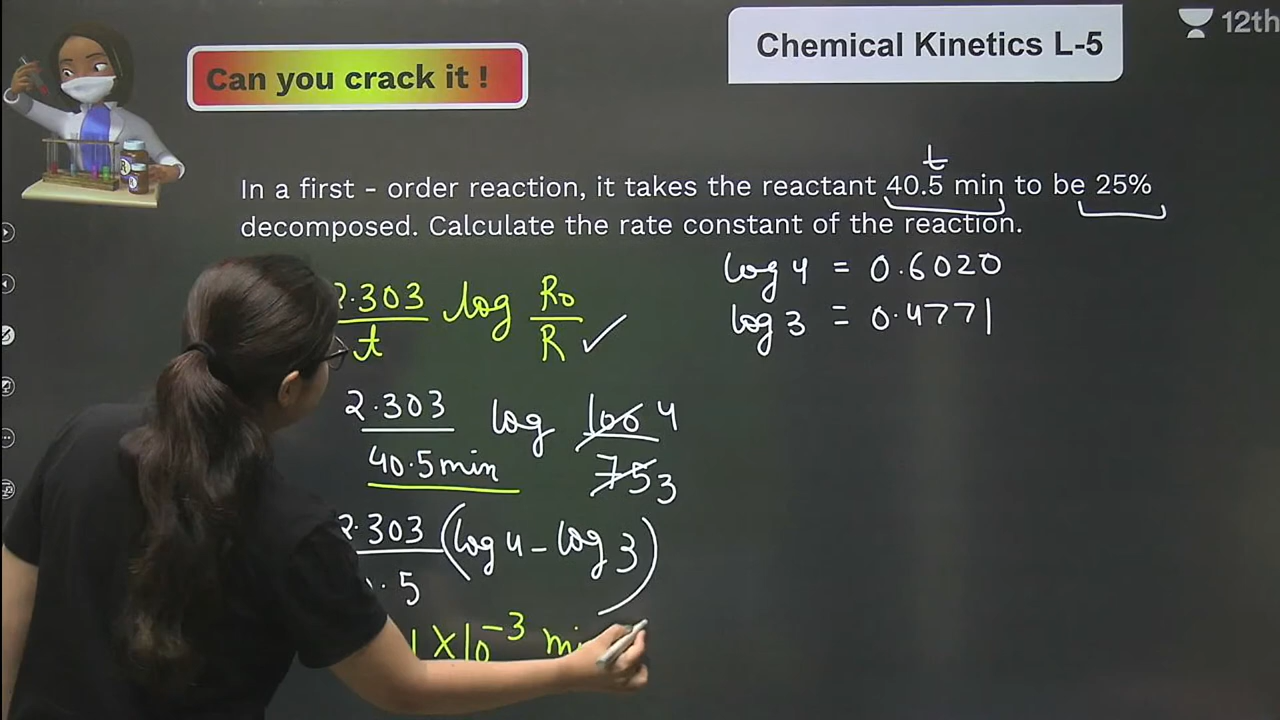 Chemical Kinetics L-5
12th
Can you crack it !
t
In a first - order reaction, it takes the reactant 40.5 min to be 25%
decomposed. Calculate the rate constant of the reaction.
log 4 = 0.6020
log 3 = 0.4771
2.303 / t log R0 / R ✓
2.303 / 40.5min log 100 4 / 75 3
2.303 / .5 (log 4 - log 3)
1 × 10⁻³